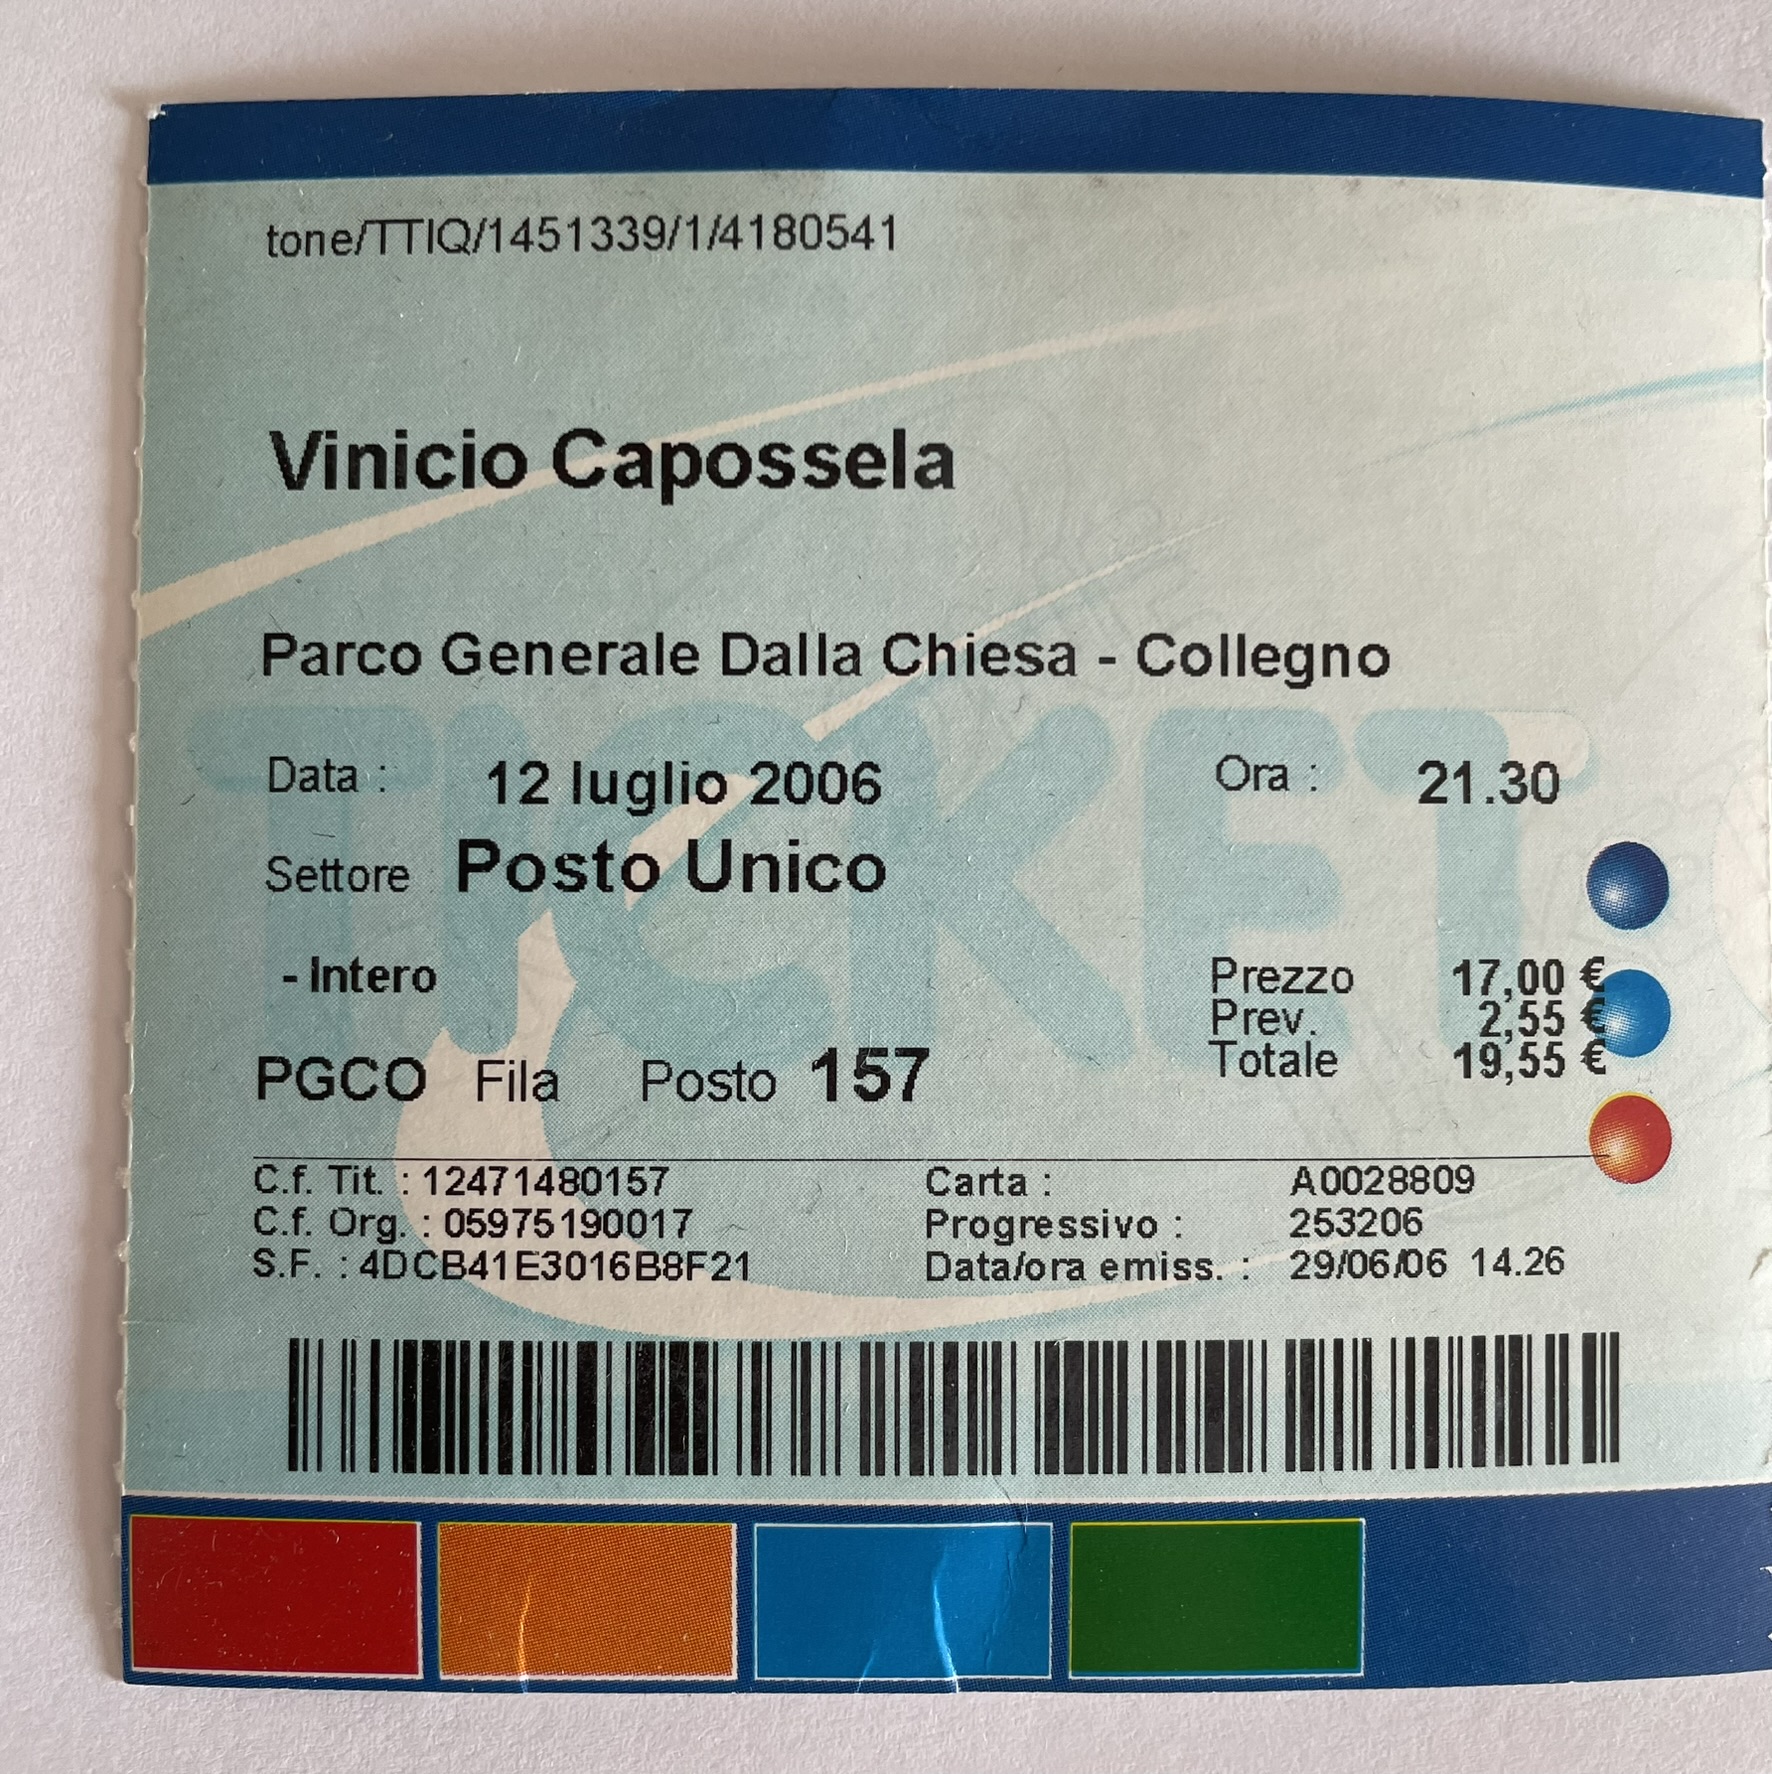 tone/TTIQ/1451339/1/4180541
Vinicio Capossela
Parco Generale Dalla Chiesa - Collegno
TICKET
Data : 12 luglio 2006 Ora : 21.30
Settore : Posto Unico
- Intero Prezzo 17,00 €
Prev. 2,55 €
Totale 19,55 €
PGCO Fila Posto 157
C.f. Tit. : 12471480157 Carta : A0028809
C.f. Org. : 05975190017 Progressivo : 253206
S.F. : 4DCB41E3016B8F21 Data/ora emiss. : 29/06/06 14.26